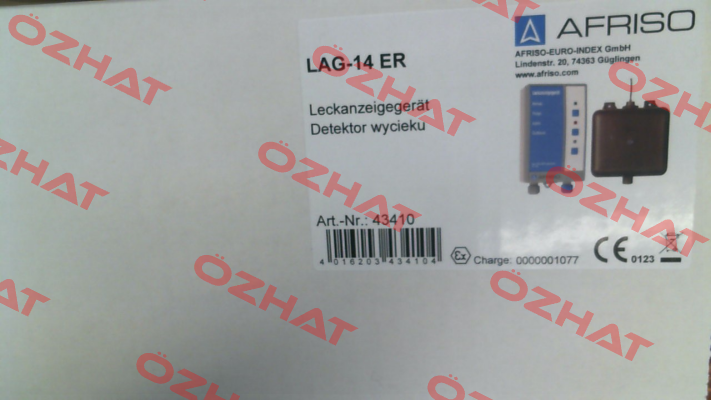 AFRISO
AFRISO-EURO-INDEX GmbH
Lindenstr. 20, 74363 Güglingen
www.afriso.com
LAG-14 ER
Leckanzeigegerät
Detektor wycieku
Art.-Nr.: 43410
4 016203 434104
Ex
Charge: 0000001077
CE 0123
ÖZHAT
ÖZHAT
ÖZHAT
ÖZHAT
ÖZHAT
ÖZHAT
ÖZHAT
ÖZHAT
ÖZHAT
ÖZHAT
ÖZHAT